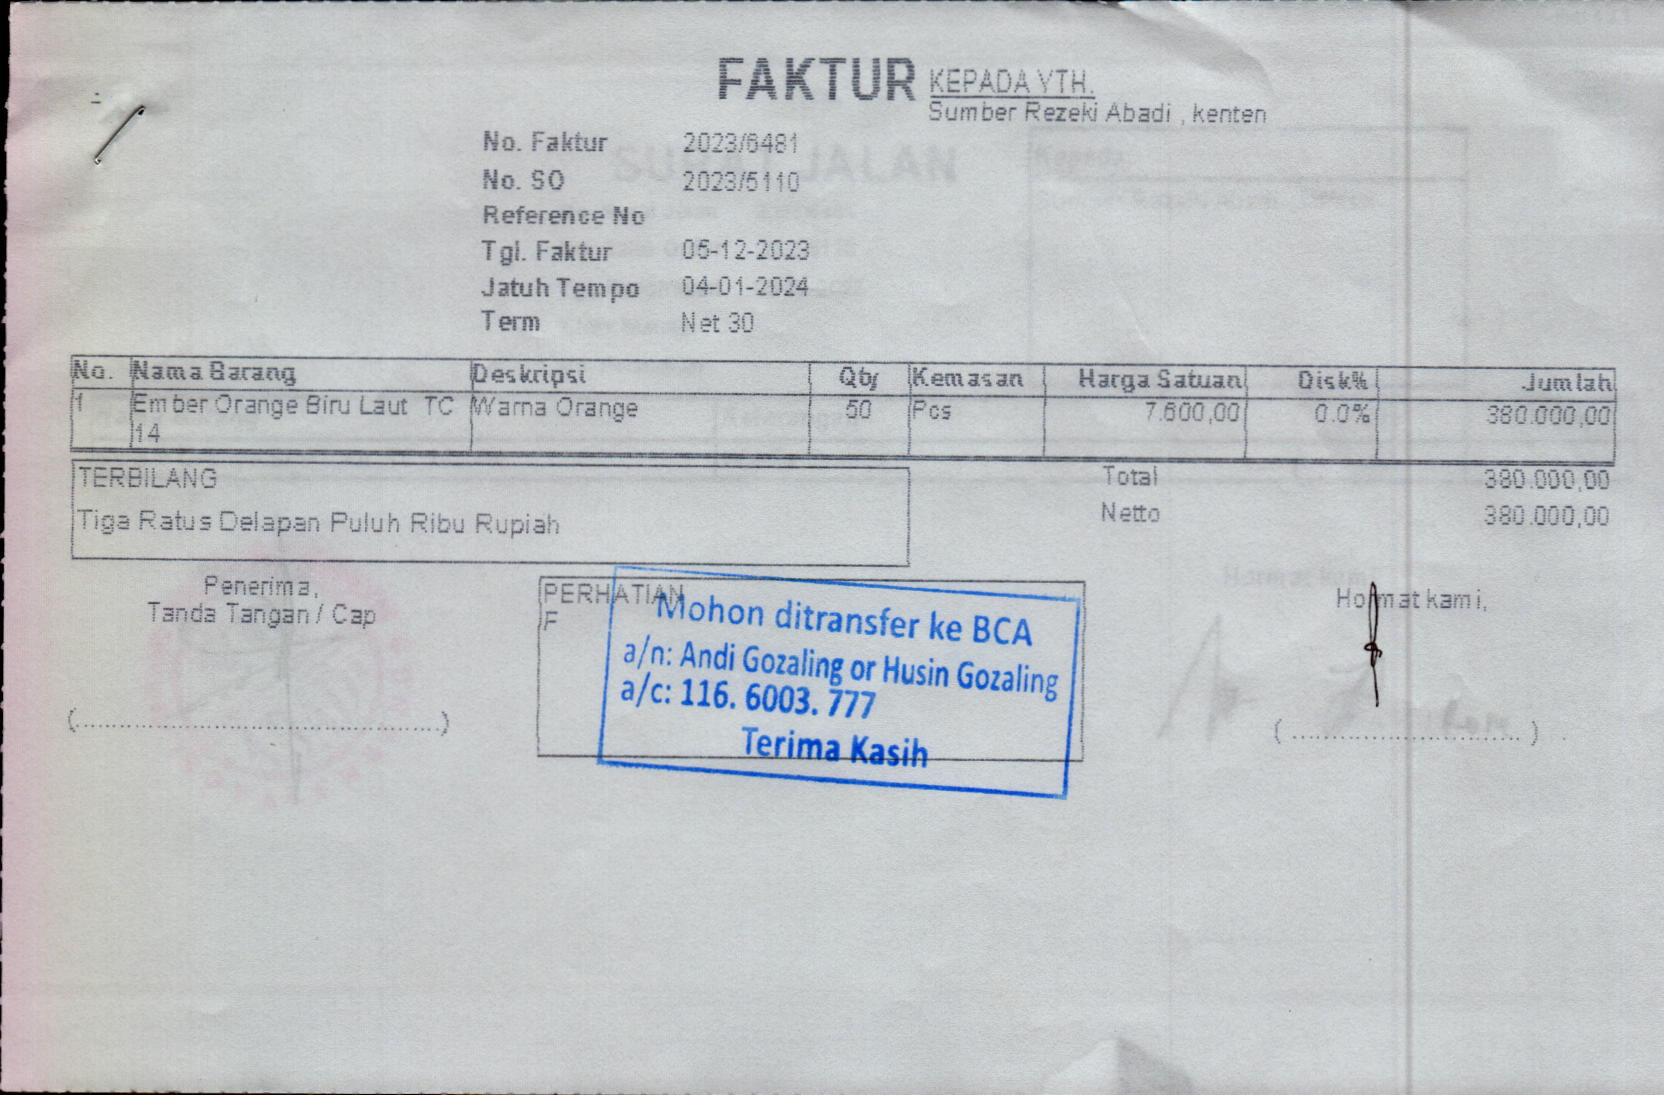 FAKTUR
KEPADA YTH.
Sumber Rezeki Abadi , kenten
No. Faktur 2023/6481
No. SO 2023/5110
Reference No
Tgl. Faktur 05-12-2023
Jatuh Tempo 04-01-2024
Term Net 30
No. Nama Barang Deskripsi Qty Kemasan Harga Satuan Disk% Jumlah
1 Ember Orange Biru Laut TC Warna Orange 50 Pcs 7.600,00 0.0% 380.000,00
14
TERBILANG Total 380.000,00
Tiga Ratus Delapan Puluh Ribu Rupiah Netto 380.000,00
Penerima,
Tanda Tangan / Cap
PERHATIAN
F
Mohon ditransfer ke BCA
a/n: Andi Gozaling or Husin Gozaling
a/c: 116. 6003. 777
Terima Kasih
Hormat kami,
(........................................)
(............................)
SURAT JALAN
Kepada
Hormat kami